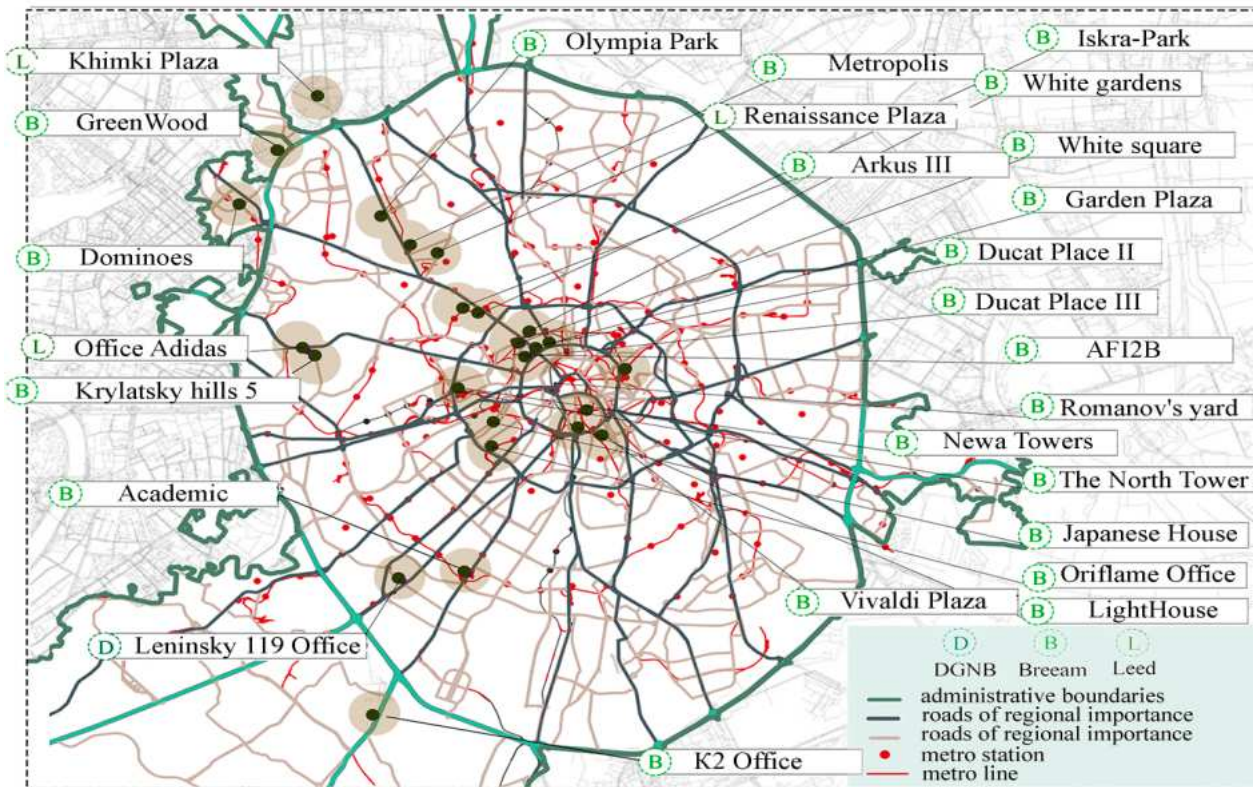 L Khimki Plaza
B GreenWood
B Dominoes
L Office Adidas
B Krylatsky hills 5
B Academic
D Leninsky 119 Office
B Olympia Park
B Metropolis
L Renaissance Plaza
B Arkus III
B Iskra-Park
B White gardens
B White square
B Garden Plaza
B Ducat Place II
B Ducat Place III
B AFI2B
B Romanov's yard
B Newa Towers
B The North Tower
B Japanese House
B Oriflame Office
B LightHouse
B Vivaldi Plaza
B K2 Office
D B L
DGNB Breeam Leed
administrative boundaries
roads of regional importance
roads of regional importance
metro station
metro line